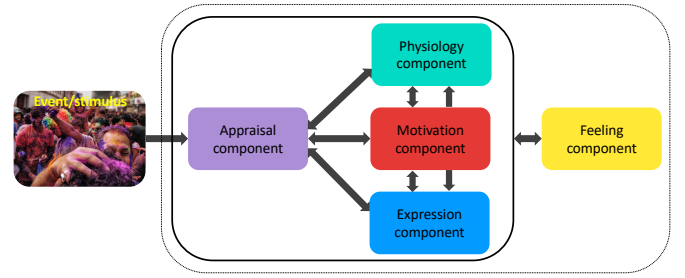 Event/stimulus
Appraisal
component
Physiology
component
Motivation
component
Expression
component
Feeling
component